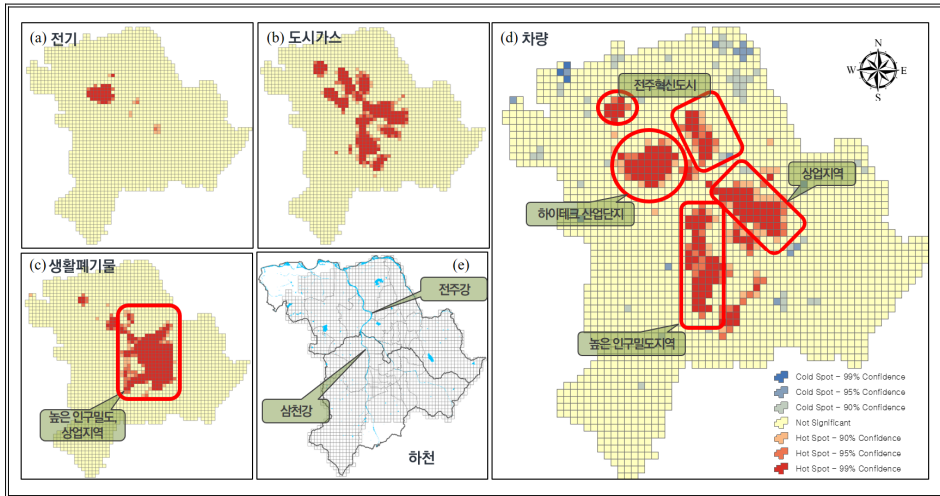 (a) 전기
(b) 도시가스
(d) 차량
N
W
E
S
전주혁신도시
상업지역
하이테크 산업단지
높은 인구밀도지역
(c) 생활폐기물
높은 인구밀도,
상업지역
(e)
전주강
삼천강
하천
Cold Spot - 99% Confidence
Cold Spot - 95% Confidence
Cold Spot - 90% Confidence
Not Significant
Hot Spot - 90% Confidence
Hot Spot - 95% Confidence
Hot Spot - 99% Confidence